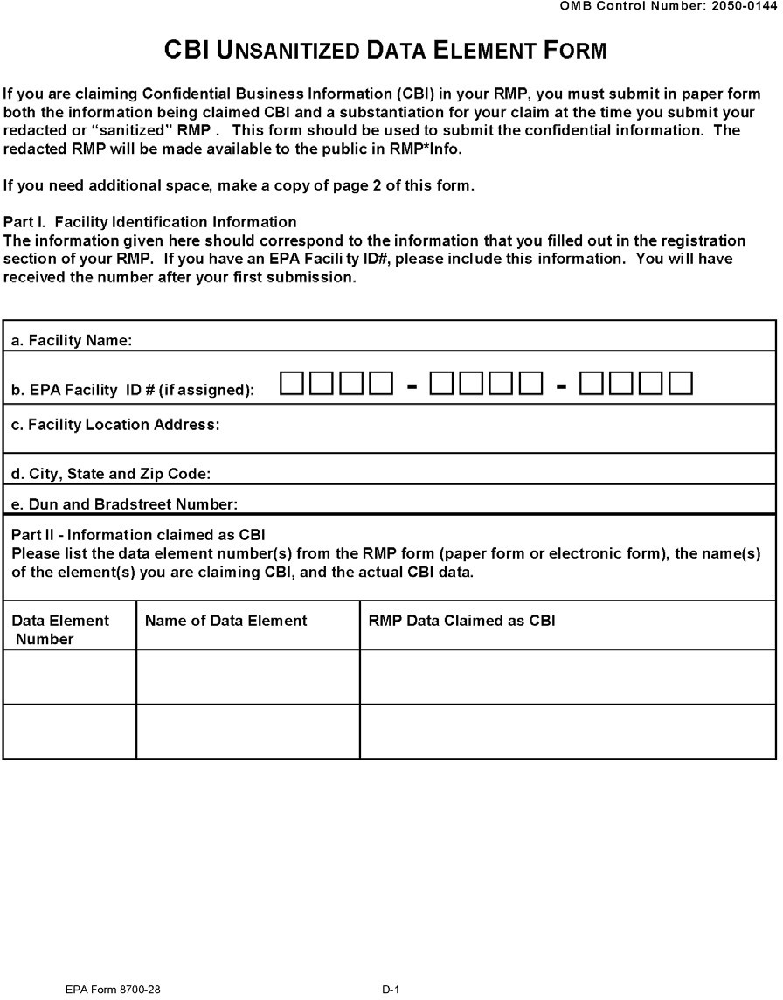 OMB Control Number: 2050-0144
CBI UNSANITIZED DATA ELEMENT FORM
If you are claiming Confidential Business Information (CBI) in your RMP, you must submit in paper form
both the information being claimed CBI and a substantiation for your claim at the time you submit your
redacted or “sanitized” RMP .   This form should be used to submit the confidential information.  The
redacted RMP will be made available to the public in RMP*Info.
If you need additional space, make a copy of page 2 of this form.
Part I.  Facility Identification Information
The information given here should correspond to the information that you filled out in the registration
section of your RMP.  If you have an EPA Facility ID#, please include this information.  You will have
received the number after your first submission.
a. Facility Name:
b. EPA Facility  ID # (if assigned):  - -
c. Facility Location Address:
d. City, State and Zip Code:
e. Dun and Bradstreet Number:
Part II - Information claimed as CBI
Please list the data element number(s) from the RMP form (paper form or electronic form), the name(s)
of the element(s) you are claiming CBI, and the actual CBI data.
Data Element
Number
Name of Data Element
RMP Data Claimed as CBI
EPA Form 8700-28
D-1